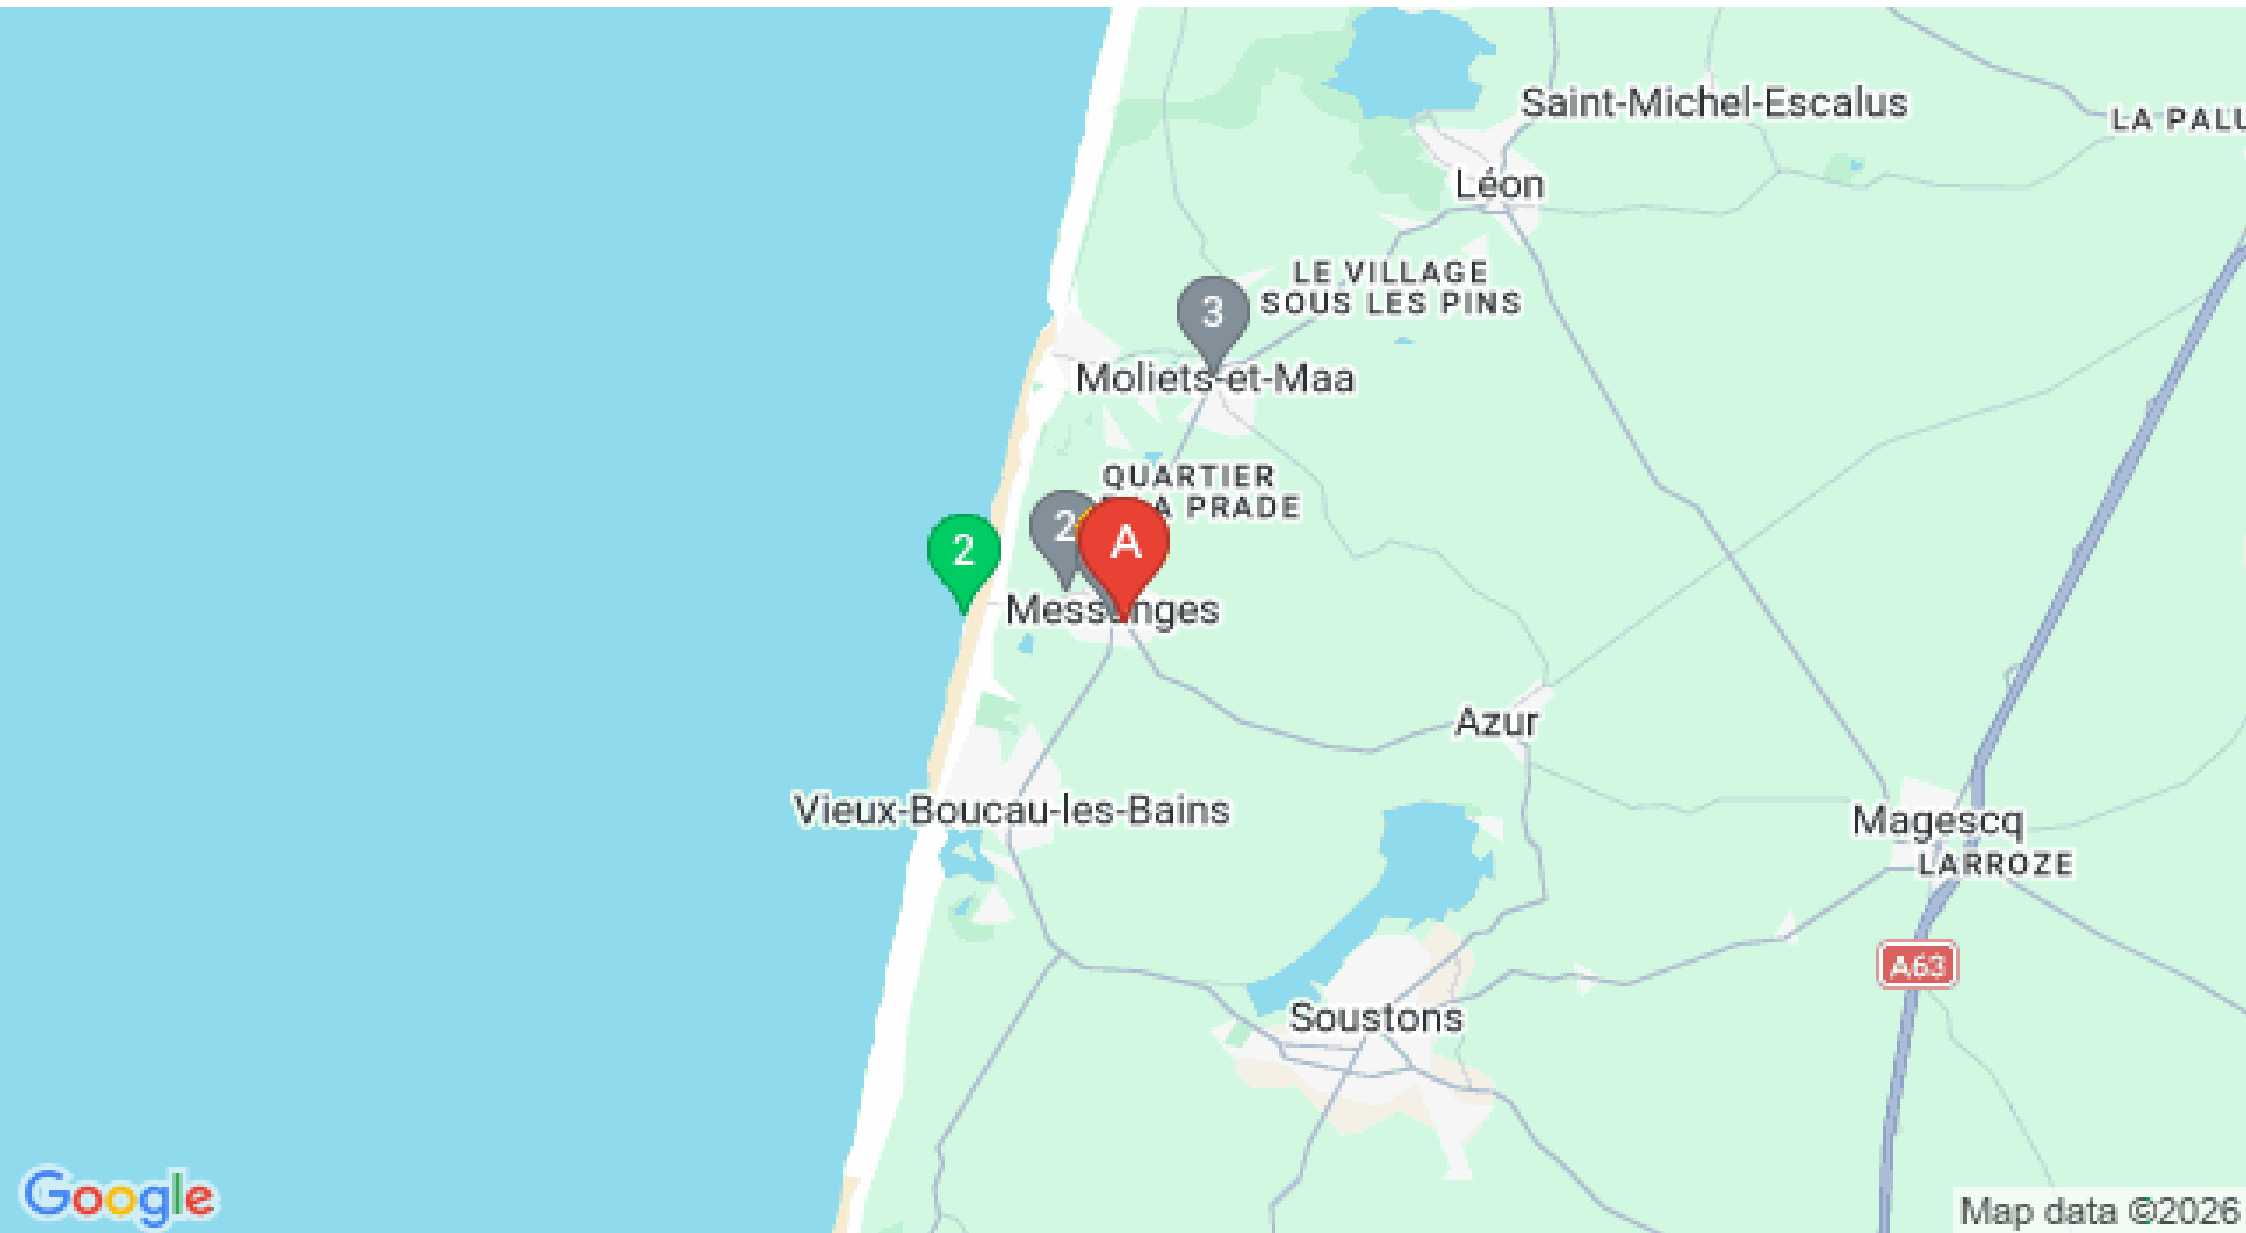 Saint-Michel-Escalus
LA PALU
Léon
LE VILLAGE
SOUS LES PINS
3
Moliets-et-Maa
QUARTIER
PRADE
2
A
2
Messanges
Azur
Vieux-Boucau-les-Bains
Magescq
LARROZE
A63
Soustons
Google
Map data ©2026